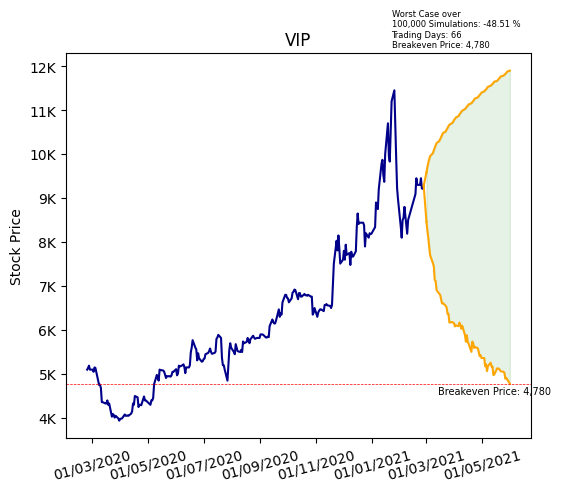 Worst Case over
100,000 Simulations: -48.51 %
Trading Days: 66
Breakeven Price: 4,780
VIP
Stock Price
12K
11K
10K
9K
8K
7K
6K
5K
4K
Breakeven Price: 4,780
01/03/2020 01/05/2020 01/07/2020 01/09/2020 01/11/2020 01/01/2021 01/03/2021 01/05/2021